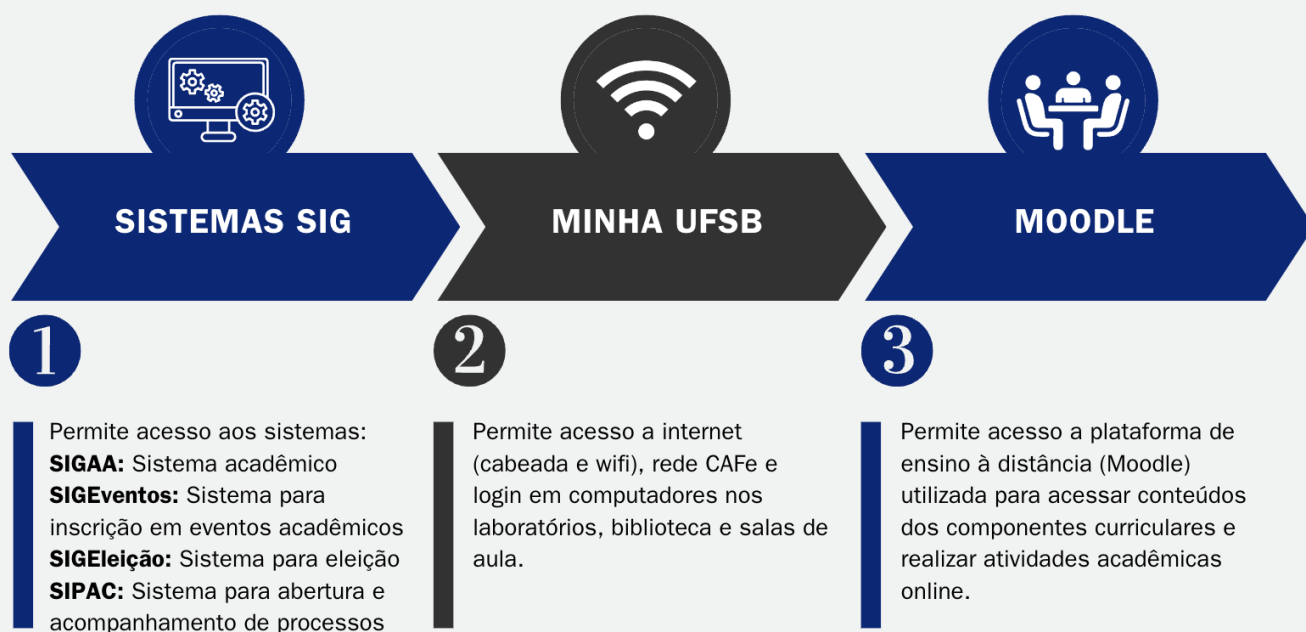 SISTEMAS SIG
MINHA UFSB
MOODLE
1
Permite acesso aos sistemas:
SIGAA: Sistema acadêmico
SIGEventos: Sistema para
inscrição em eventos acadêmicos
SIGEleição: Sistema para eleição
SIPAC: Sistema para abertura e
acompanhamento de processos
2
Permite acesso a internet
(cabeada e wifi), rede CAFe e
login em computadores nos
laboratórios, biblioteca e salas de
aula.
3
Permite acesso a plataforma de
ensino à distância (Moodle)
utilizada para acessar conteúdos
dos componentes curriculares e
realizar atividades acadêmicas
online.